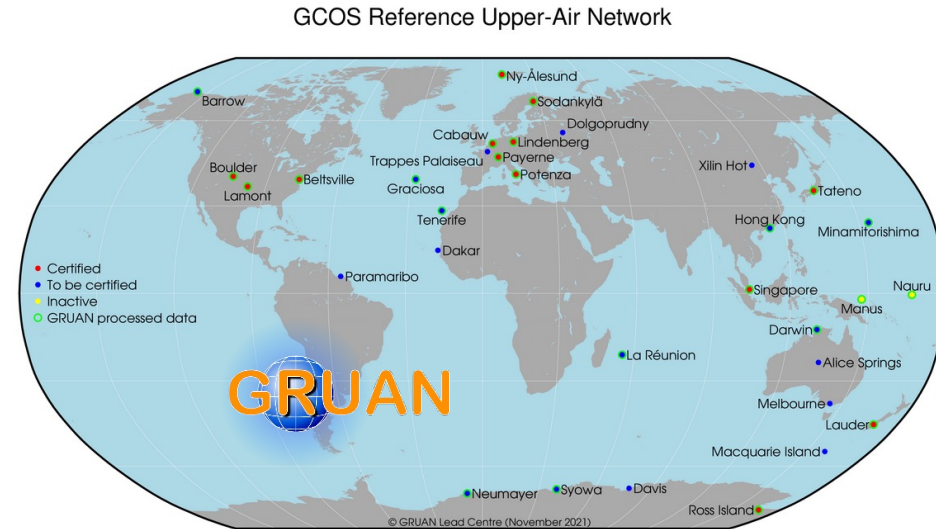 GCOS Reference Upper-Air Network
Ny-Ålesund
Barrow
Sodankylä
Dolgoprudny
Cabauw
Lindenberg
Trappes Palaiseau
Payerne
Xilin Hot
Boulder
Beltsville
Potenza
Lamont
Graciosa
Tateno
Tenerife
Hong Kong
Minamitorishima
Dakar
Certified
To be certified
Inactive
GRUAN processed data
Paramaribo
Singapore
Nauru
Manus
Darwin
La Réunion
Alice Springs
GRUAN
Melbourne
Lauder
Macquarie Island
Neumayer
Syowa
Davis
Ross Island
© GRUAN Lead Centre (November 2021)